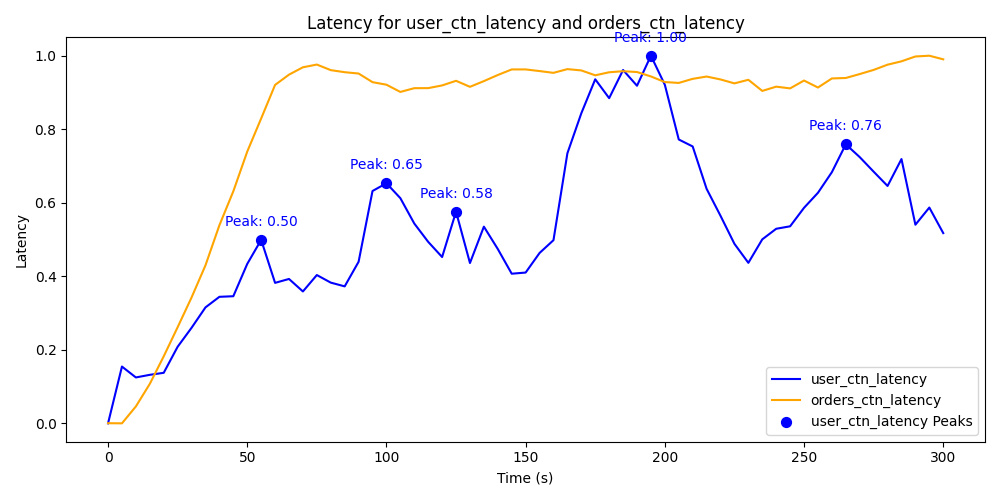 Latency for user_ctn_latency and orders_ctn_latency
Peak: 1.00
Peak: 0.76
Peak: 0.65
Peak: 0.58
Peak: 0.50
Latency
1.0
0.8
0.6
0.4
0.2
0.0
user_ctn_latency
orders_ctn_latency
user_ctn_latency Peaks
0 50 100 150 200 250 300
Time (s)